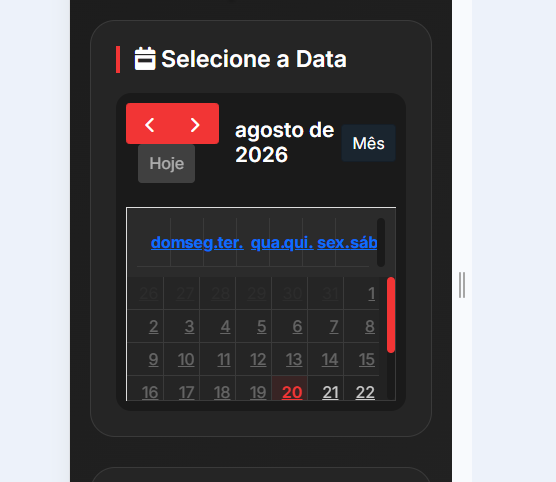 Selecione a Data
agosto de
2026
Mês
Hoje
dom seg. ter. qua. qui. sex. sáb
26 27 28 29 30 31 1
2 3 4 5 6 7 8
9 10 11 12 13 14 15
16 17 18 19 20 21 22